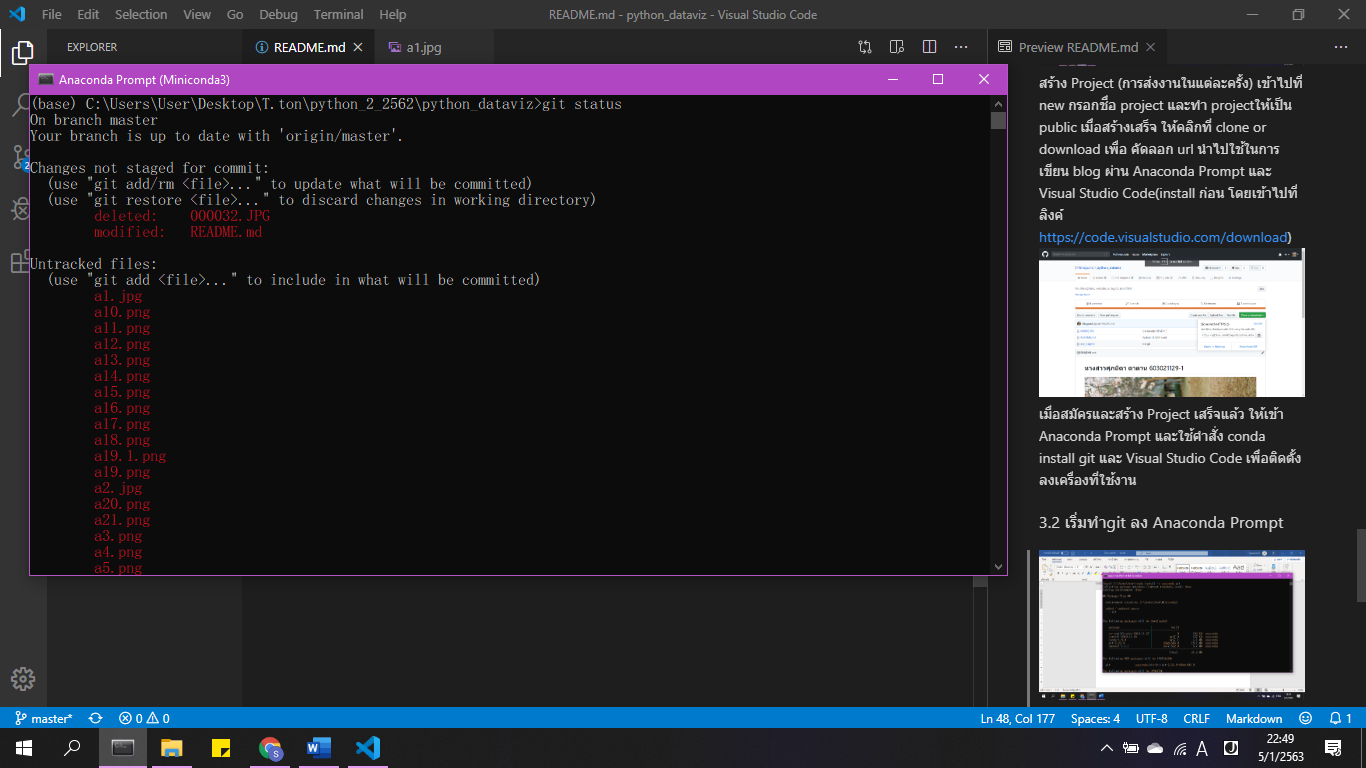 File Edit Selection View Go Debug Terminal Help
README.md - python_dataviz - Visual Studio Code
EXPLORER
README.md
a1.jpg
Preview README.md
Anaconda Prompt (Miniconda3)
(base) C:\Users\User\Desktop\T.ton\python_2_2562\python_dataviz>git status
On branch master
Your branch is up to date with 'origin/master'.
Changes not staged for commit:
(use "git add/rm <file>..." to update what will be committed)
(use "git restore <file>..." to discard changes in working directory)
deleted: 000032.JPG
modified: README.md
Untracked files:
(use "git add <file>..." to include in what will be committed)
a1.jpg
a10.png
a11.png
a12.png
a13.png
a14.png
a15.png
a16.png
a17.png
a18.png
a19.1.png
a19.png
a2.jpg
a20.png
a21.png
a3.png
a4.png
a5.png
สร้าง Project (การส่งงานในแต่ละครั้ง) เข้าไปที่
new กรอกชื่อ project และทำ projectให้เป็น
public เมื่อสร้างเสร็จ ให้คลิกที่ clone or
download เพื่อ คัดลอก url นำไปใช้ในการ
เขียน blog ผ่าน Anaconda Prompt และ
Visual Studio Code(install ก่อน โดยเข้าไปที่
ลิงค์
https://code.visualstudio.com/download)
นางสาวศุภนิดา ตาดาน 603021129-1
เมื่อสมัครและสร้าง Project เสร็จแล้ว ให้เข้า
Anaconda Prompt และใช้คำสั่ง conda
install git และ Visual Studio Code เพื่อติดตั้ง
ลงเครื่องที่ใช้งาน
3.2 เริ่มทำgit ลง Anaconda Prompt
master*
0
0
Ln 48, Col 177
Spaces: 4
UTF-8
CRLF
Markdown
1
22:49
5/1/2563